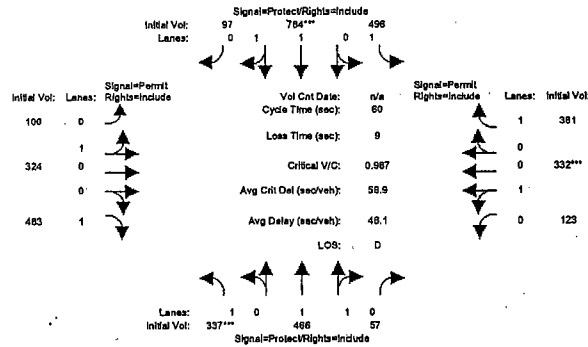 Signal=Protect/Rights=Include
Initial Vol: 97 764*** 496
Lanes: 0 1 1 0 1
Signal=Permit Signal=Permit
Initial Vol: Lanes: Rights=Include Vol Cnt Date: n/a Rights=Include Lanes: Initial Vol:
Cycle Time (sec): 60
100 0 1 381
Loss Time (sec): 9
1 0
324 0 Critical V/C: 0.987 0 332***
0 Avg Crit Del (sec/veh): 58.9 1
483 1 Avg Delay (sec/veh): 48.1 0 123
LOS: D
Lanes: 1 0 1 1 0
Initial Vol: 337*** 466 57
Signal=Protect/Rights=Include